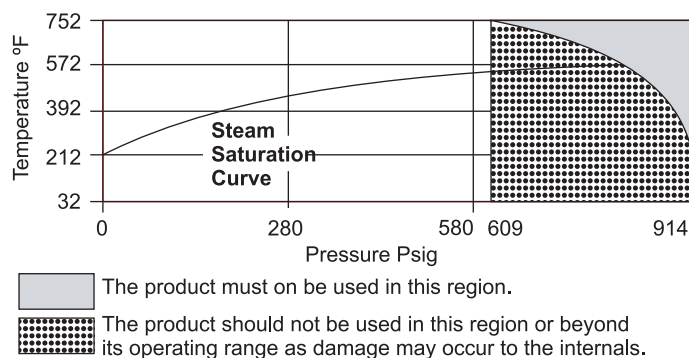 752
572
392
212
32
Temperature ºF
Steam
Saturation
Curve
0
280
580
609
914
Pressure Psig
The product must on be used in this region.
The product should not be used in this region or beyond
its operating range as damage may occur to the internals.